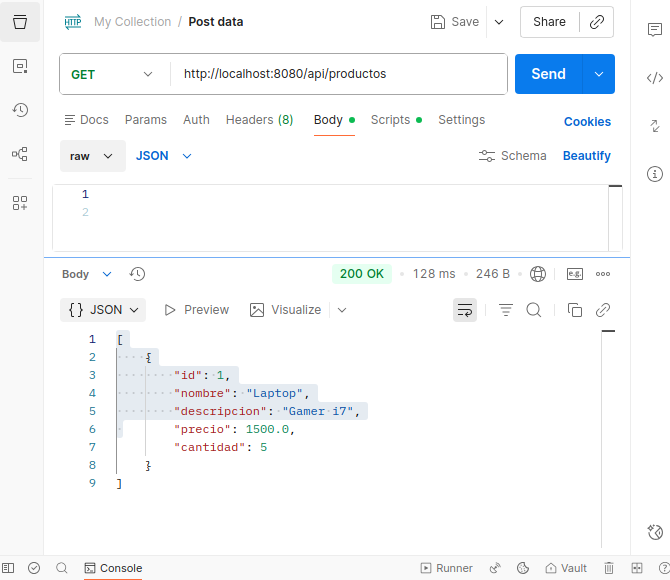 HTTP My Collection / Post data Save Share
GET http://localhost:8080/api/productos Send
Docs Params Auth Headers (8) Body Scripts Settings Cookies
raw JSON Schema Beautify
1
2
Body 200 OK • 128 ms • 246 B • e.g.
{} JSON Preview Visualize
1 [
2 {
3 "id": 1,
4 "nombre": "Laptop",
5 "descripcion": "Gamer i7",
6 "precio": 1500.0,
7 "cantidad": 5
8 }
9 ]
Console Runner Vault